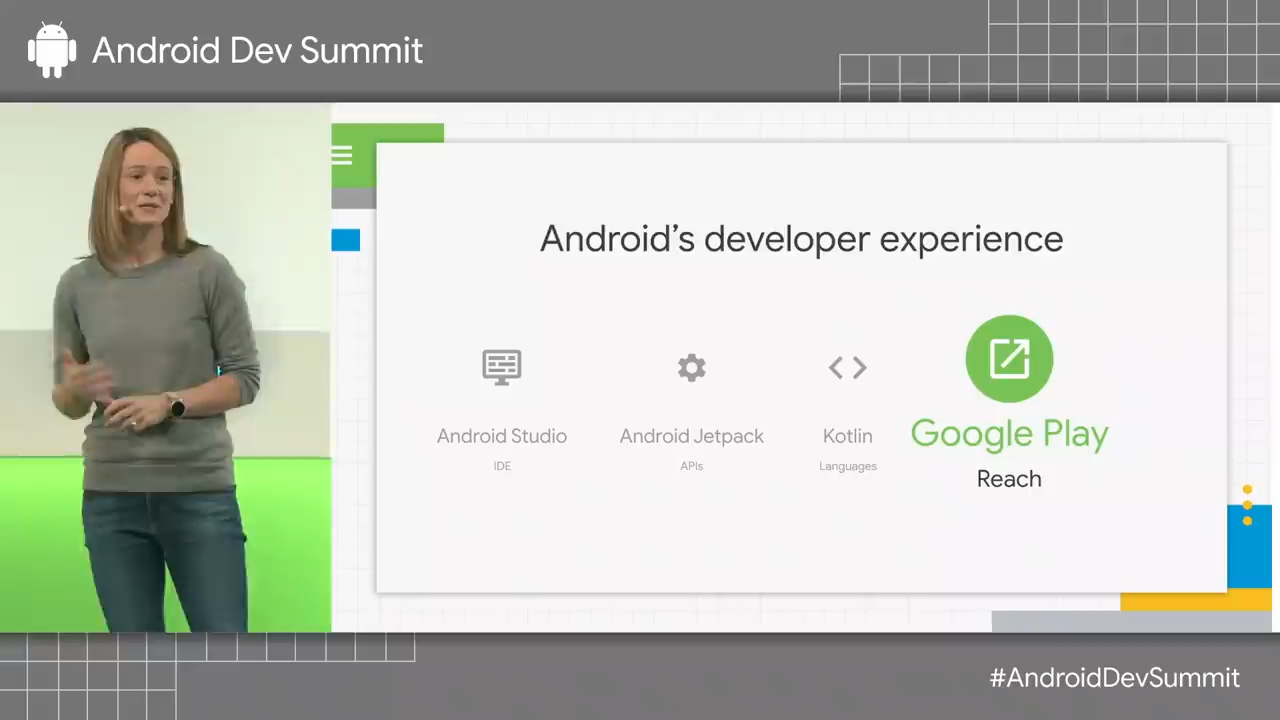 Android Dev Summit
Android's developer experience
Android Studio
IDE
Android Jetpack
APIs
Kotlin
Languages
Google Play
Reach
#AndroidDevSummit